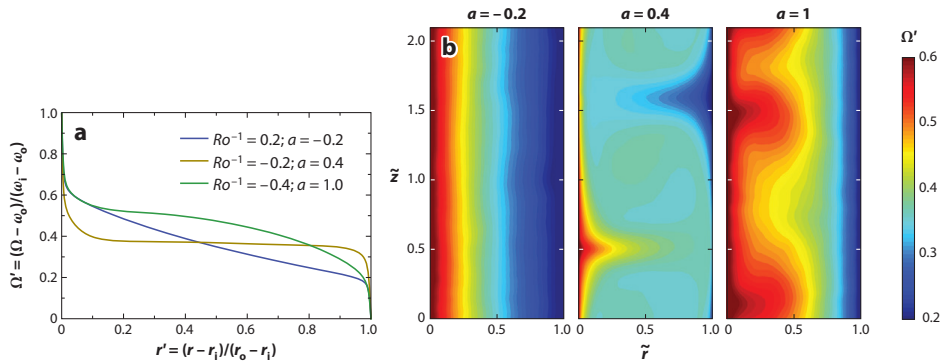 a
Ro⁻¹ = 0.2; a = −0.2
Ro⁻¹ = −0.2; a = 0.4
Ro⁻¹ = −0.4; a = 1.0
Ω′ = (Ω − ωo)/(ωi − ωo)
1.0
0.8
0.6
0.4
0.2
0
0 0.2 0.4 0.6 0.8 1.0
r′ = (r − ri)/(ro − ri)
a = −0.2 a = 0.4 a = 1
b
z̃
2.0
1.5
1.0
0.5
0
0 0.5 1.0 0 0.5 1.0 0 0.5 1.0
r̃
Ω′
0.6
0.5
0.4
0.3
0.2